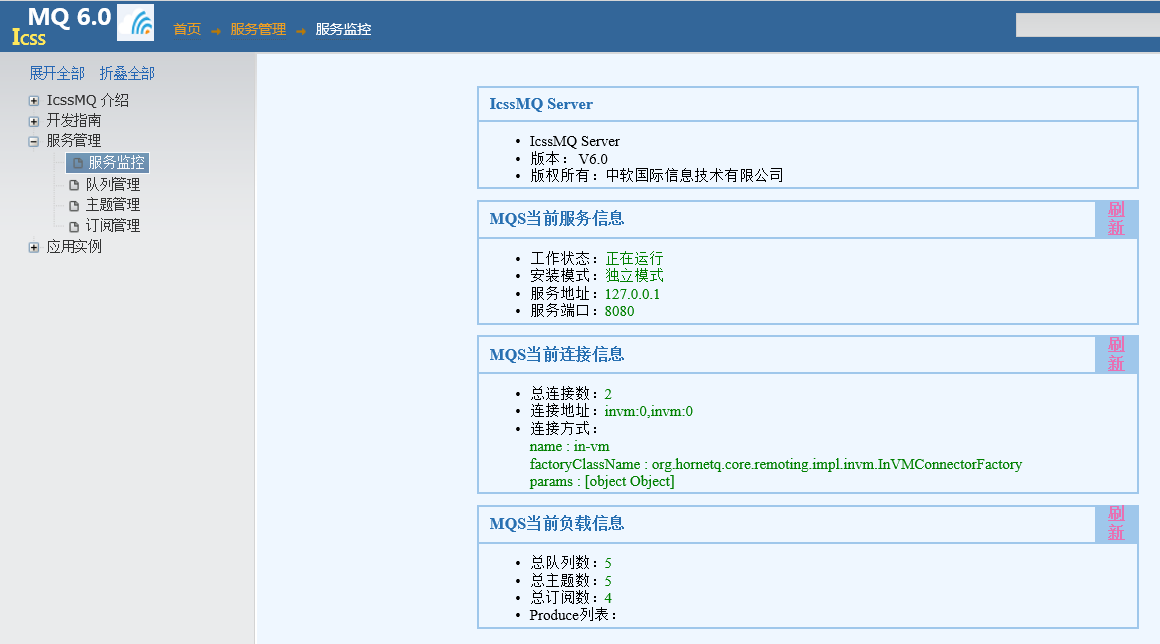 MQ 6.0
Icss
首页 → 服务管理 → 服务监控
展开全部 折叠全部
IcssMQ 介绍
开发指南
服务管理
服务监控
队列管理
主题管理
订阅管理
应用实例
IcssMQ Server
• IcssMQ Server
• 版本： V6.0
• 版权所有：中软国际信息技术有限公司
MQS当前服务信息
刷
新
• 工作状态：正在运行
• 安装模式：独立模式
• 服务地址：127.0.0.1
• 服务端口：8080
MQS当前连接信息
刷
新
• 总连接数：2
• 连接地址：invm:0,invm:0
• 连接方式：
name : in-vm
factoryClassName : org.hornetq.core.remoting.impl.invm.InVMConnectorFactory
params : [object Object]
MQS当前负载信息
刷
新
• 总队列数：5
• 总主题数：5
• 总订阅数：4
• Produce列表：